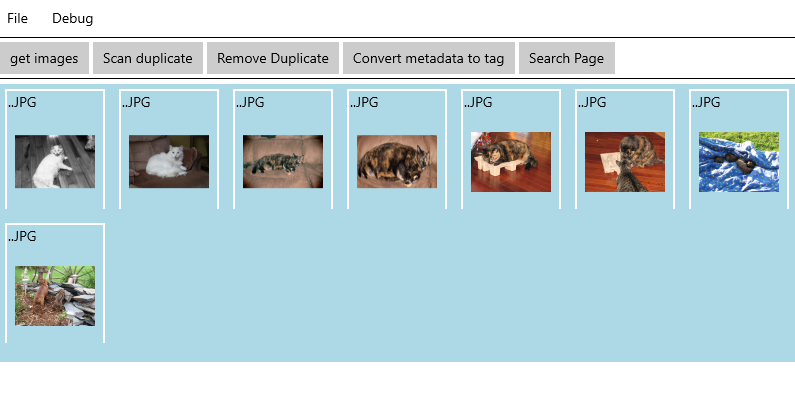 File Debug
get images Scan duplicate Remove Duplicate Convert metadata to tag Search Page
..JPG ..JPG ..JPG ..JPG ..JPG ..JPG ..JPG
..JPG